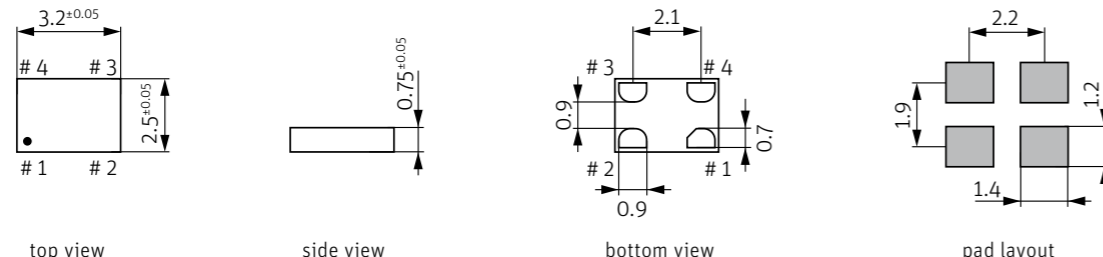 3.2±0.05
# 4 # 3
2.5±0.05
# 1 # 2
top view
0.75±0.05
side view
2.1
# 3 # 4
0.9
0.7
# 2 # 1
0.9
bottom view
2.2
1.9
1.2
1.4
pad layout